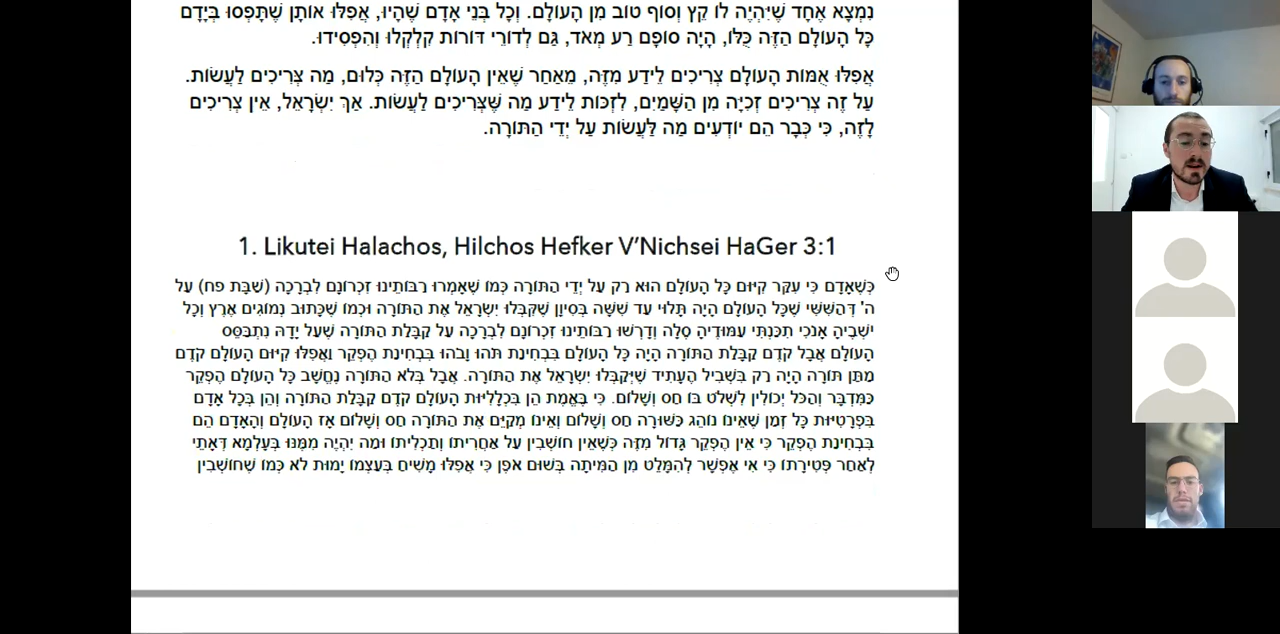 נִמְצָא אֶחָד שֶׁיִּהְיֶה לוֹ קֵץ וְסוֹף טוֹב מִן הָעוֹלָם. וְכָל בְּנֵי אָדָם שֶׁהָיוּ, אֲפִלּוּ אוֹתָן שֶׁתָּפְסוּ בְּיָדָם
כָּל הָעוֹלָם הַזֶּה כֻּלּוֹ, הָיָה סוֹפָם רַע מְאֹד, גַּם לְדוֹרֵי דּוֹרוֹת קִלְקְלוּ וְהִפְסִידוּ.
אֲפִלּוּ אֻמּוֹת הָעוֹלָם צְרִיכִים לֵידַע מִזֶּה, מֵאַחַר שֶׁאֵין הָעוֹלָם הַזֶּה כְּלוּם, מַה צְּרִיכִים לַעֲשׂוֹת.
עַל זֶה צְרִיכִים זְכִיָּה מִן הַשָּׁמַיִם, לִזְכּוֹת לֵידַע מַה שֶּׁצְּרִיכִים לַעֲשׂוֹת. אַךְ יִשְׂרָאֵל, אֵין צְרִיכִים
לָזֶה, כִּי כְּבָר הֵם יוֹדְעִים מַה לַּעֲשׂוֹת עַל יְדֵי הַתּוֹרָה.
1. Likutei Halachos, Hilchos Hefker V’Nichsei HaGer 3:1
כְּשֶׁאָדָם כִּי עִקַּר קִיּוּם כָּל הָעוֹלָם הוּא רַק עַל יְדֵי הַתּוֹרָה כְּמוֹ שֶׁאָמְרוּ רַבּוֹתֵינוּ זִכְרוֹנָם לִבְרָכָה (שַׁבָּת פח) עַל
ה' דְּהַשִּׁשִּׁי שֶׁכָּל הָעוֹלָם הָיָה תָּלוּי עַד שִׁשָּׁה בְּסִיוָן שֶׁקִּבְּלוּ יִשְׂרָאֵל אֶת הַתּוֹרָה וּכְמוֹ שֶׁכָּתוּב נְמוֹגִים אֶרֶץ וְכָל
יֹשְׁבֶיהָ אָנֹכִי תִכַּנְתִּי עַמּוּדֶיהָ סֶלָה וְדָרְשׁוּ רַבּוֹתֵינוּ זִכְרוֹנָם לִבְרָכָה עַל קַבָּלַת הַתּוֹרָה שֶׁעַל יָדָהּ נִתְבַּסֵּס
הָעוֹלָם אֲבָל קֹדֶם קַבָּלַת הַתּוֹרָה הָיָה כָּל הָעוֹלָם בִּבְחִינַת תֹּהוּ וָבֹהוּ בִּבְחִינַת הֶפְקֵר וַאֲפִלּוּ קִיּוּם הָעוֹלָם קֹדֶם
מַתַּן תּוֹרָה הָיָה רַק בִּשְׁבִיל הֶעָתִיד שֶׁיְּקַבְּלוּ יִשְׂרָאֵל אֶת הַתּוֹרָה. אֲבָל בְּלֹא הַתּוֹרָה נֶחֱשָׁב כָּל הָעוֹלָם הֶפְקֵר
כַּמִּדְבָּר וְהַכֹּל יְכוֹלִין לִשְׁלֹט בּוֹ חַס וְשָׁלוֹם. כִּי בֶּאֱמֶת הֵן בִּכְלָלִיּוּת הָעוֹלָם קֹדֶם קַבָּלַת הַתּוֹרָה וְהֵן בְּכָל אָדָם
בִּפְרָטִיּוּת כָּל זְמַן שֶׁאֵינוֹ נוֹהֵג כַּשּׁוּרָה חַס וְשָׁלוֹם וְאֵינוֹ מְקַיֵּם אֶת הַתּוֹרָה חַס וְשָׁלוֹם אָז הָעוֹלָם וְהָאָדָם הֵם
בִּבְחִינַת הֶפְקֵר כִּי אֵין הֶפְקֵר גָּדוֹל מִזֶּה כְּשֶׁאֵין חוֹשְׁבִין עַל אַחֲרִיתוֹ וְתַכְלִיתוֹ וּמַה יִּהְיֶה מִמֶּנּוּ בְּעָלְמָא דְּאָתֵי
לְאַחַר פְּטִירָתוֹ כִּי אִי אֶפְשָׁר לְהִמָּלֵט מִן הַמִּיתָה בְּשׁוּם אֹפֶן כִּי אֲפִלּוּ מָשִׁיחַ בְּעַצְמוֹ יָמוּת לֹא כְּמוֹ שֶׁחוֹשְׁבִין